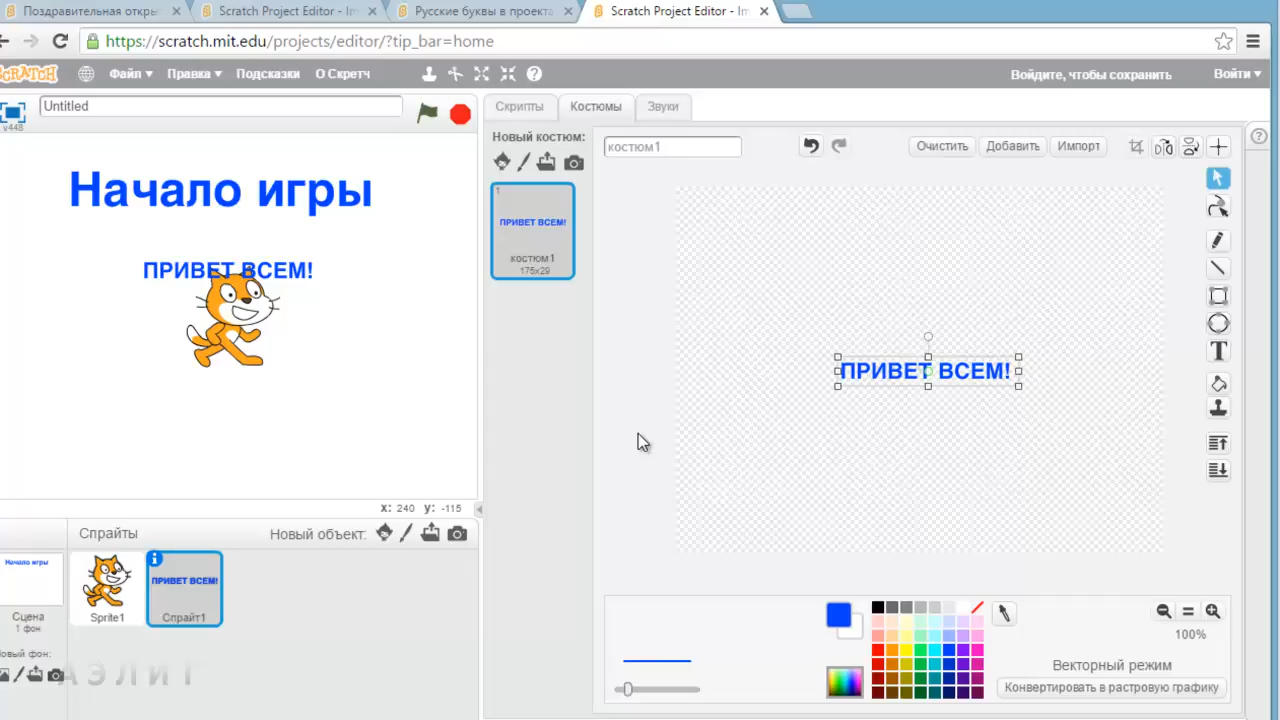 Поздравительная откры
Scratch Project Editor - Im
Русские буквы в проекта
Scratch Project Editor - Im
https://scratch.mit.edu/projects/editor/?tip_bar=home
SCRATCH
Файл ▾ Правка ▾ Подсказки О Скретч
Войдите, чтобы сохранить Войти ▾
v448
Untitled
Скрипты Костюмы Звуки
Новый костюм:
костюм1
Очистить Добавить Импорт
Начало игры
ПРИВЕТ ВСЕМ!
1
ПРИВЕТ ВСЕМ!
костюм1
175x29
ПРИВЕТ ВСЕМ!
T
x: 240 y: -115
Спрайты Новый объект:
Начало игры
Сцена
1 фон
овый фон:
Sprite1
ПРИВЕТ ВСЕМ!
Спрайт1
АЭЛИТ
100%
Векторный режим
Конвертировать в растровую графику